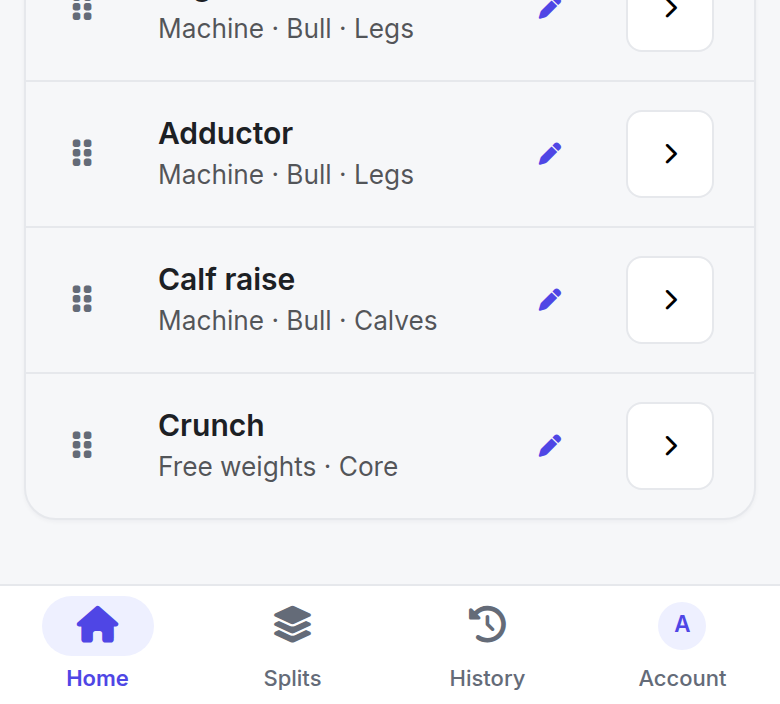 Machine · Bull · Legs
Adductor
Machine · Bull · Legs
Calf raise
Machine · Bull · Calves
Crunch
Free weights · Core
A
Home
Splits
History
Account